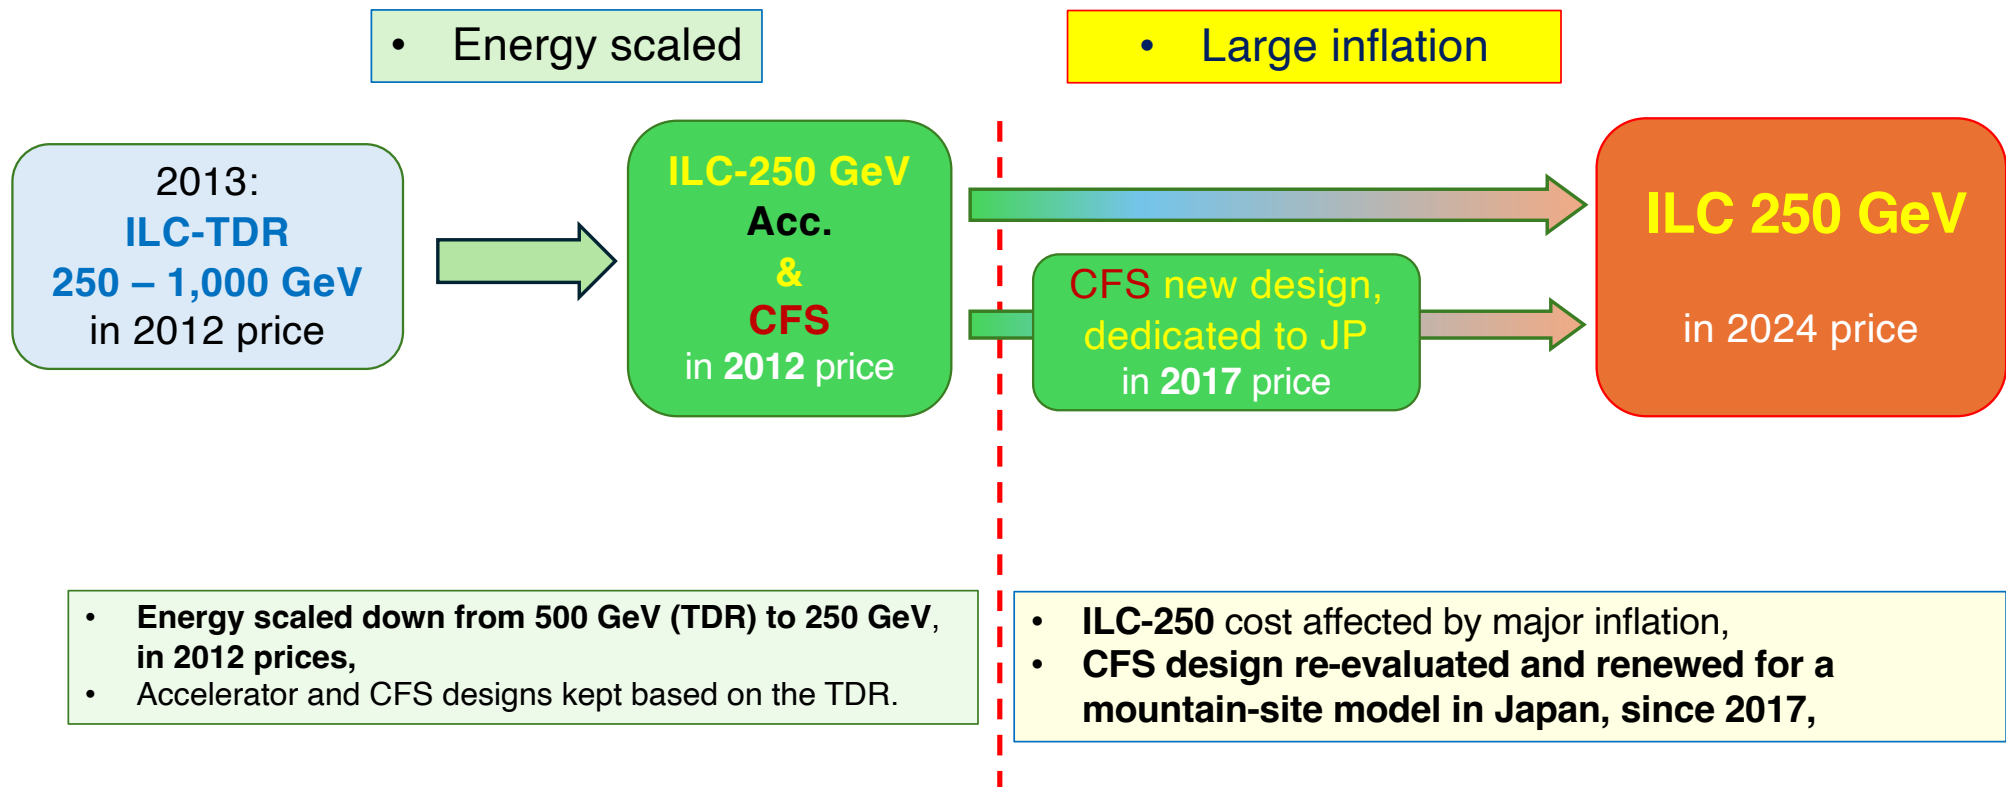 • Energy scaled
• Large inflation
2013:
ILC-TDR
250 – 1,000 GeV
in 2012 price
ILC-250 GeV
Acc.
&
CFS
in 2012 price
CFS new design,
dedicated to JP
in 2017 price
ILC 250 GeV
in 2024 price
• Energy scaled down from 500 GeV (TDR) to 250 GeV,
in 2012 prices,
• Accelerator and CFS designs kept based on the TDR.
• ILC-250 cost affected by major inflation,
• CFS design re-evaluated and renewed for a
mountain-site model in Japan, since 2017,